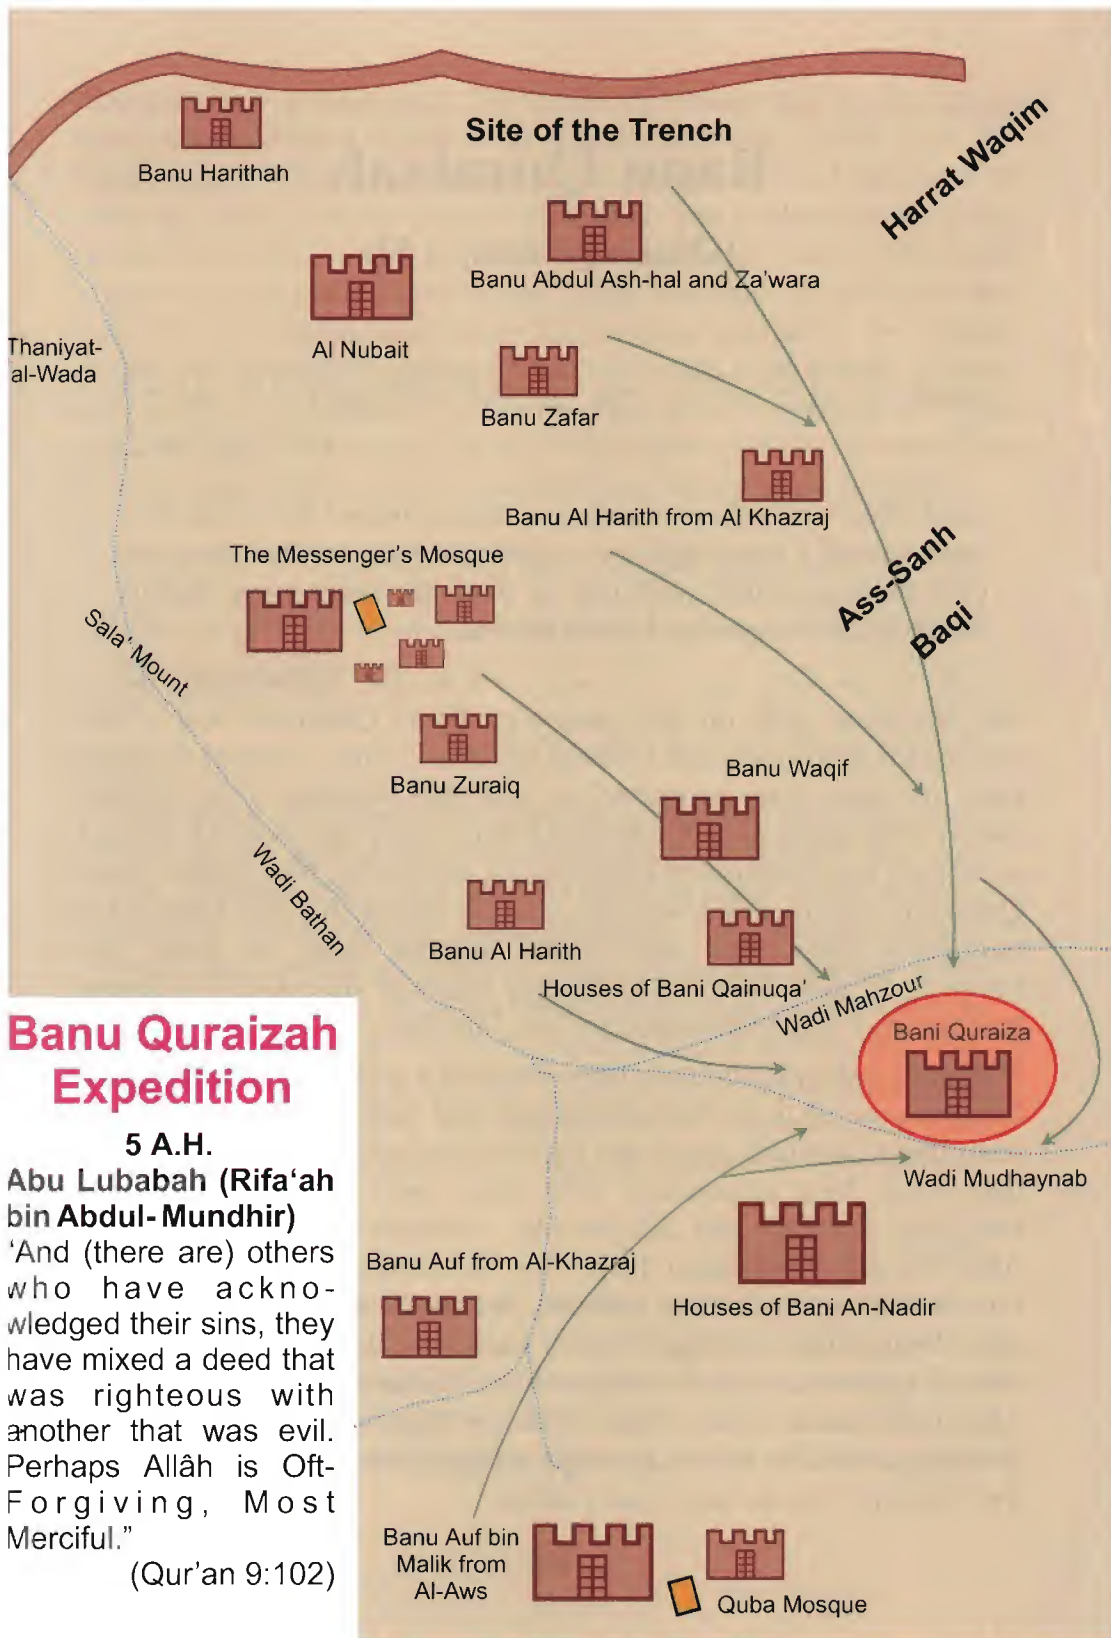 Site of the Trench
Harrat Waqim
Banu Harithah
Banu Abdul Ash-hal and Za'wara
Thaniyat-
al-Wada
Al Nubait
Banu Zafar
Banu Al Harith from Al Khazraj
The Messenger's Mosque
Ass-Sanh
Baqi
Sala' Mount
Banu Zuraiq
Banu Waqif
Wadi Bathan
Banu Al Harith
Houses of Bani Qainuqa'
Wadi Mahzour
Bani Quraiza
Wadi Mudhaynab
Banu Auf from Al-Khazraj
Houses of Bani An-Nadir
Banu Auf bin
Malik from
Al-Aws
Quba Mosque
Banu Quraizah
Expedition
5 A.H.
Abu Lubabah (Rifa‘ah
bin Abdul-Mundhir)
‘And (there are) others
who have ackno-
wledged their sins, they
have mixed a deed that
was righteous with
another that was evil.
Perhaps Allâh is Oft-
Forgiving, Most
Merciful.”
(Qur’an 9:102)